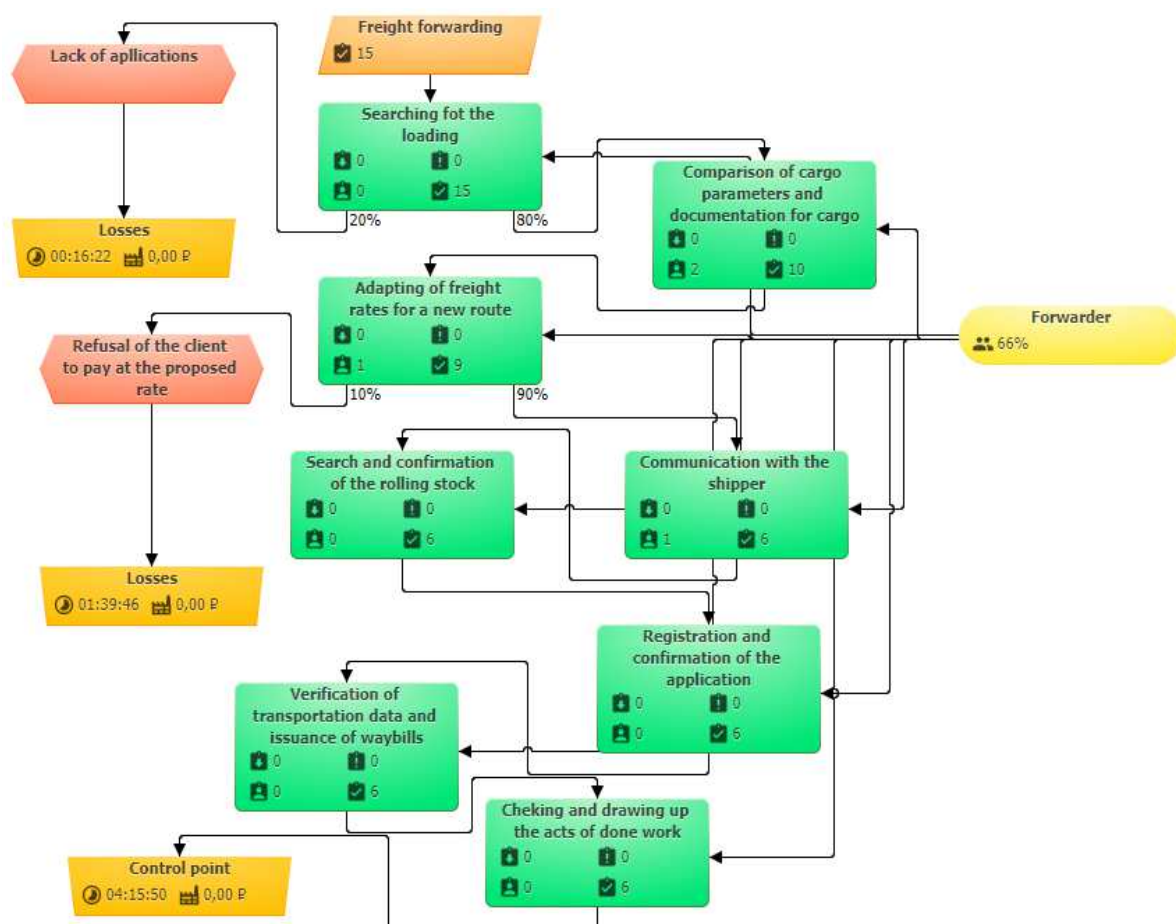 Freight forwarding
15
Lack of apllications
Searching fot the
loading
0 0
0 15
20% 80%
Comparison of cargo
parameters and
documentation for cargo
0 0
2 10
Losses
00:16:22 0,00 ₽
Adapting of freight
rates for a new route
0 0
1 9
10% 90%
Forwarder
66%
Refusal of the client
to pay at the proposed
rate
Search and confirmation
of the rolling stock
0 0
0 6
Communication with the
shipper
0 0
1 6
Losses
01:39:46 0,00 ₽
Registration and
confirmation of the
application
0 0
0 6
Verification of
transportation data and
issuance of waybills
0 0
0 6
Cheking and drawing up
the acts of done work
0 0
0 6
Control point
04:15:50 0,00 ₽